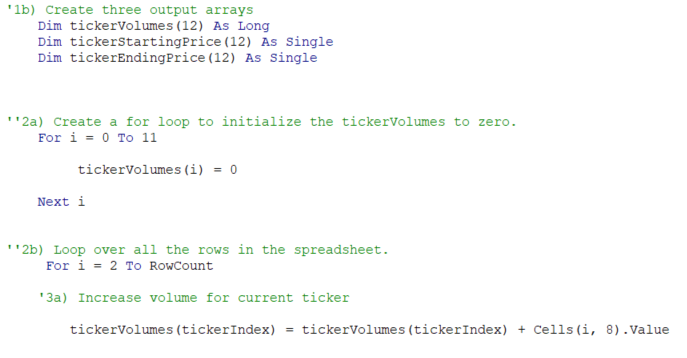 '1b) Create three output arrays
Dim tickerVolumes(12) As Long
Dim tickerStartingPrice(12) As Single
Dim tickerEndingPrice(12) As Single
''2a) Create a for loop to initialize the tickerVolumes to zero.
For i = 0 To 11
tickerVolumes(i) = 0
Next i
''2b) Loop over all the rows in the spreadsheet.
For i = 2 To RowCount
'3a) Increase volume for current ticker
tickerVolumes(tickerIndex) = tickerVolumes(tickerIndex) + Cells(i, 8).Value